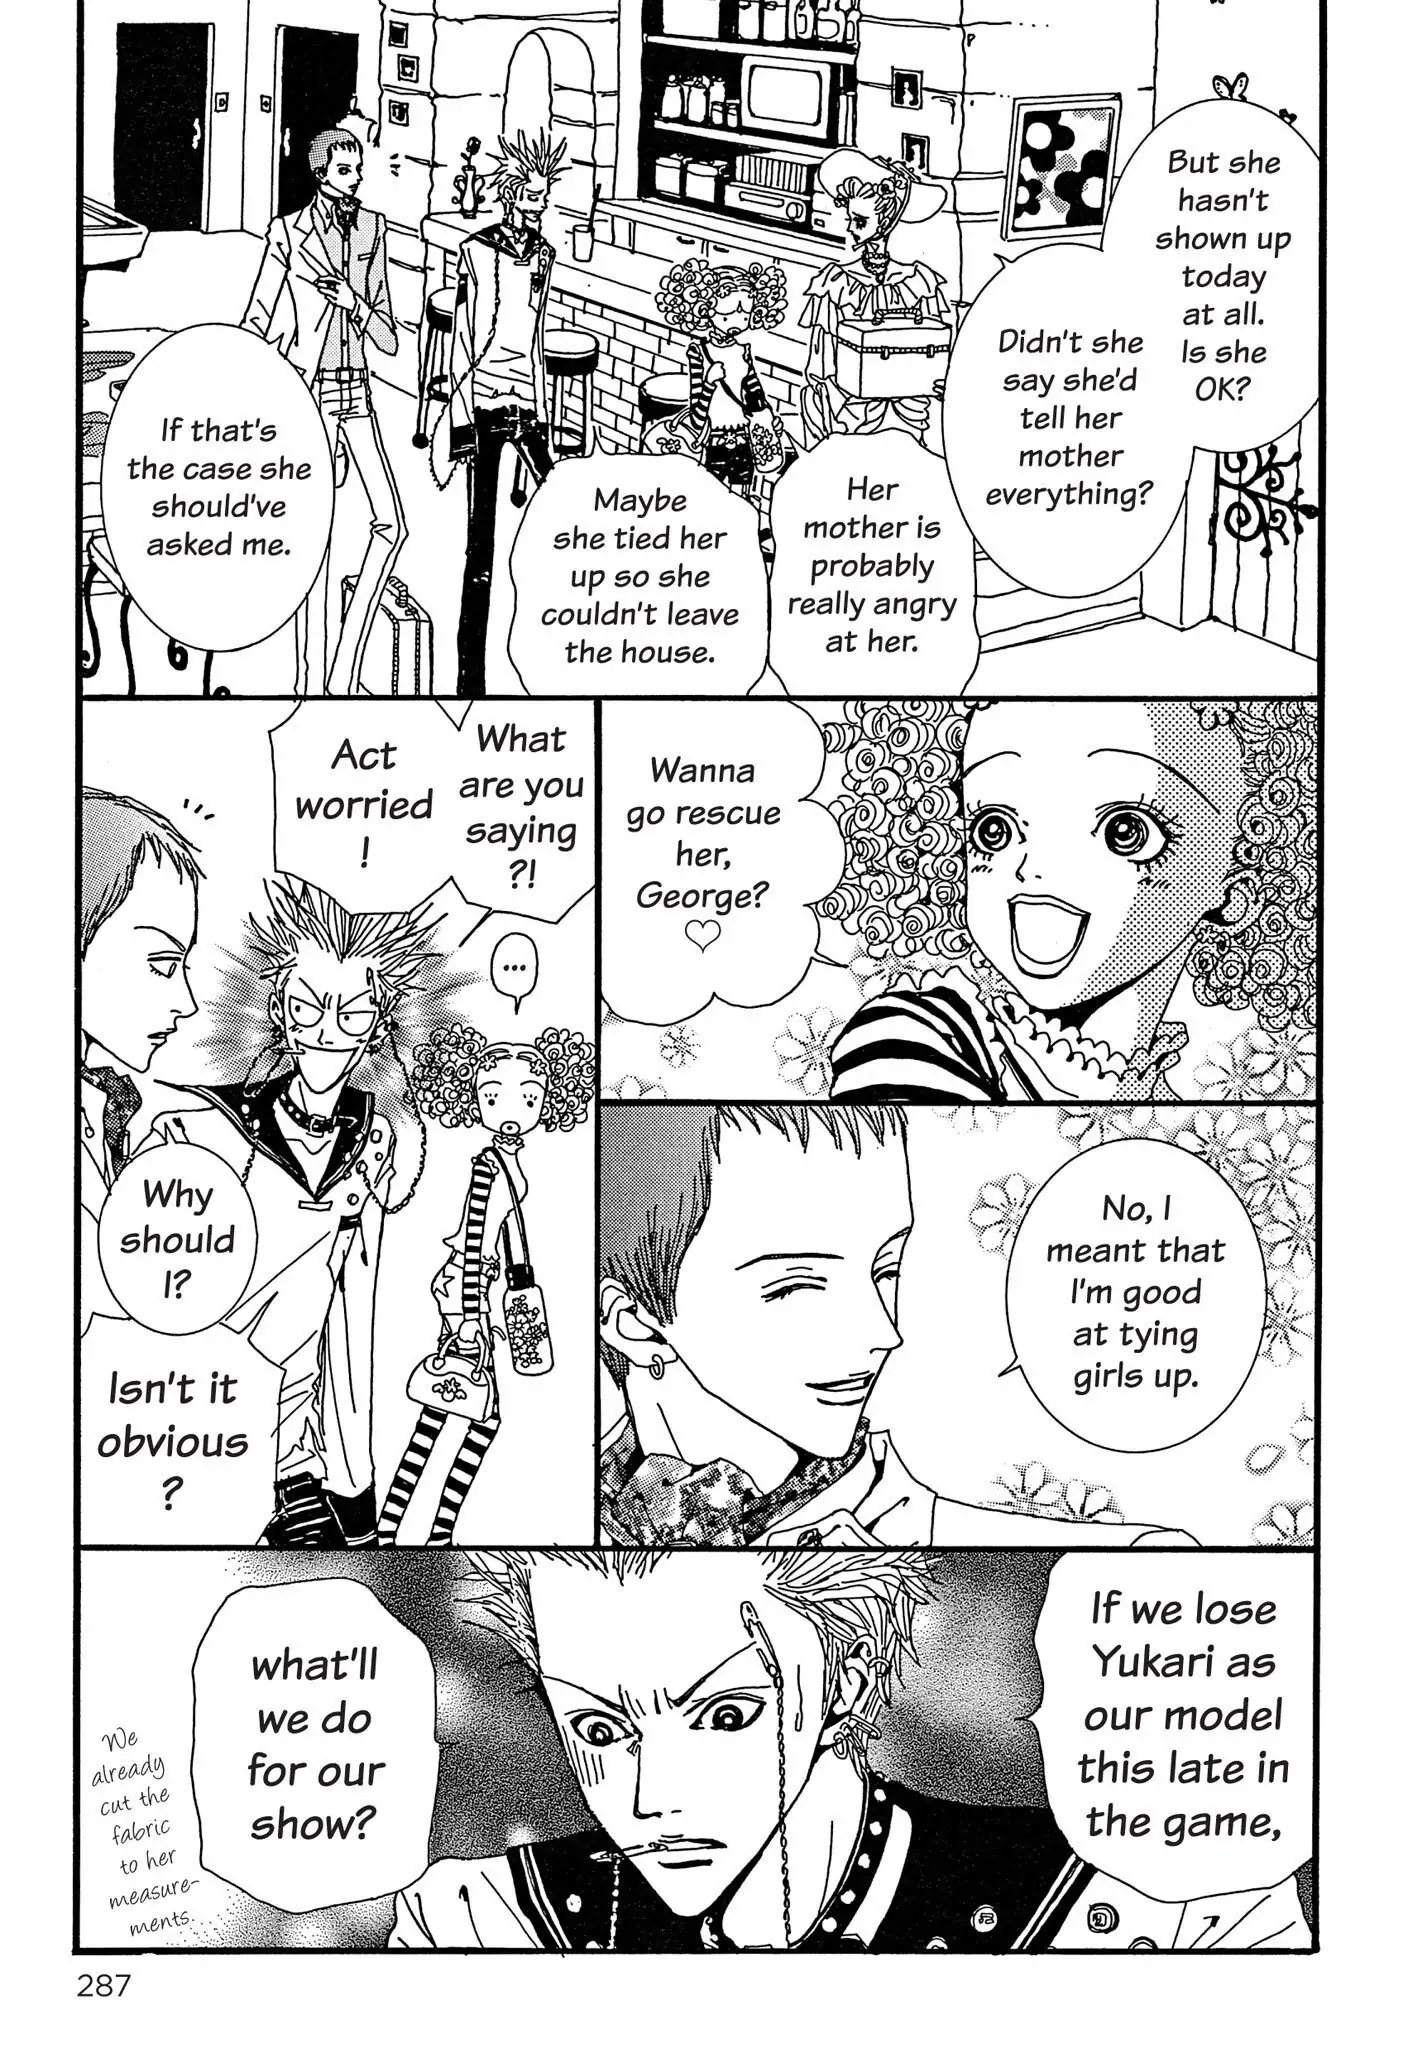 But she
hasn't
shown up
today
at all.
Is she
OK?
Didn't she
say she'd
tell her
mother
everything?
Her
mother is
probably
really angry
at her.
Maybe
she tied her
up so she
couldn't leave
the house.
If that's
the case she
should've
asked me.
Wanna
go rescue
her,
George?
♡
No, I
meant that
I'm good
at tying
girls up.
What
are you
saying
?!
Act
worried
!
...
Why
should
I?
Isn't it
obvious
?
If we lose
Yukari as
our model
this late in
the game,
what'll
we do
for our
show?
We
already
cut the
fabric
to her
measure-
ments.
287